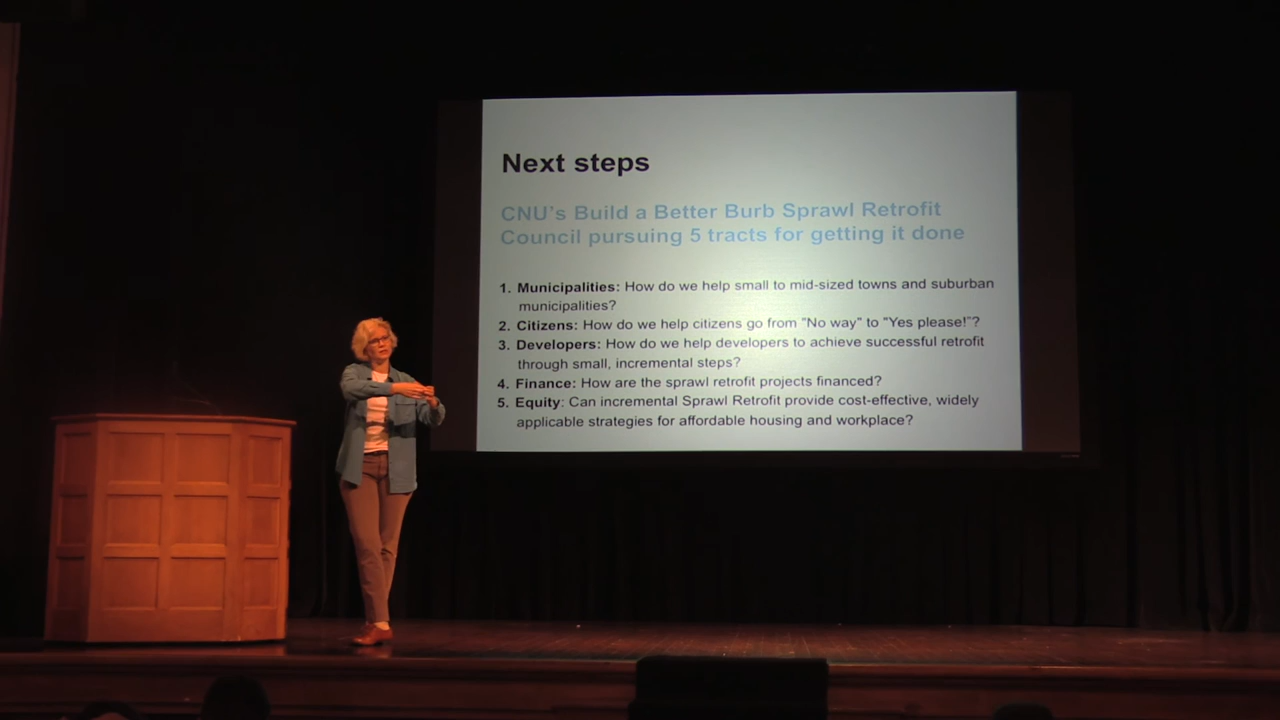 Next steps
CNU's Build a Better Burb Sprawl Retrofit
Council pursuing 5 tracts for getting it done
1. Municipalities: How do we help small to mid-sized towns and suburban
municipalities?
2. Citizens: How do we help citizens go from "No way" to "Yes please!"?
3. Developers: How do we help developers to achieve successful retrofit
through small, incremental steps?
4. Finance: How are the sprawl retrofit projects financed?
5. Equity: Can incremental Sprawl Retrofit provide cost-effective, widely
applicable strategies for affordable housing and workplace?